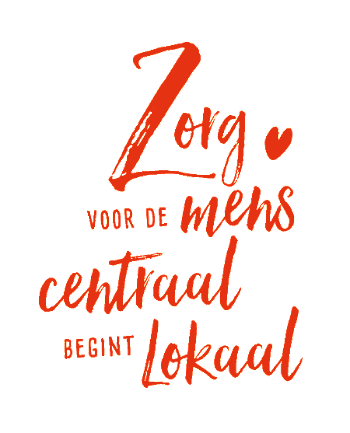 Zorg
VOOR DE mens
centraal
BEGINT Lokaal